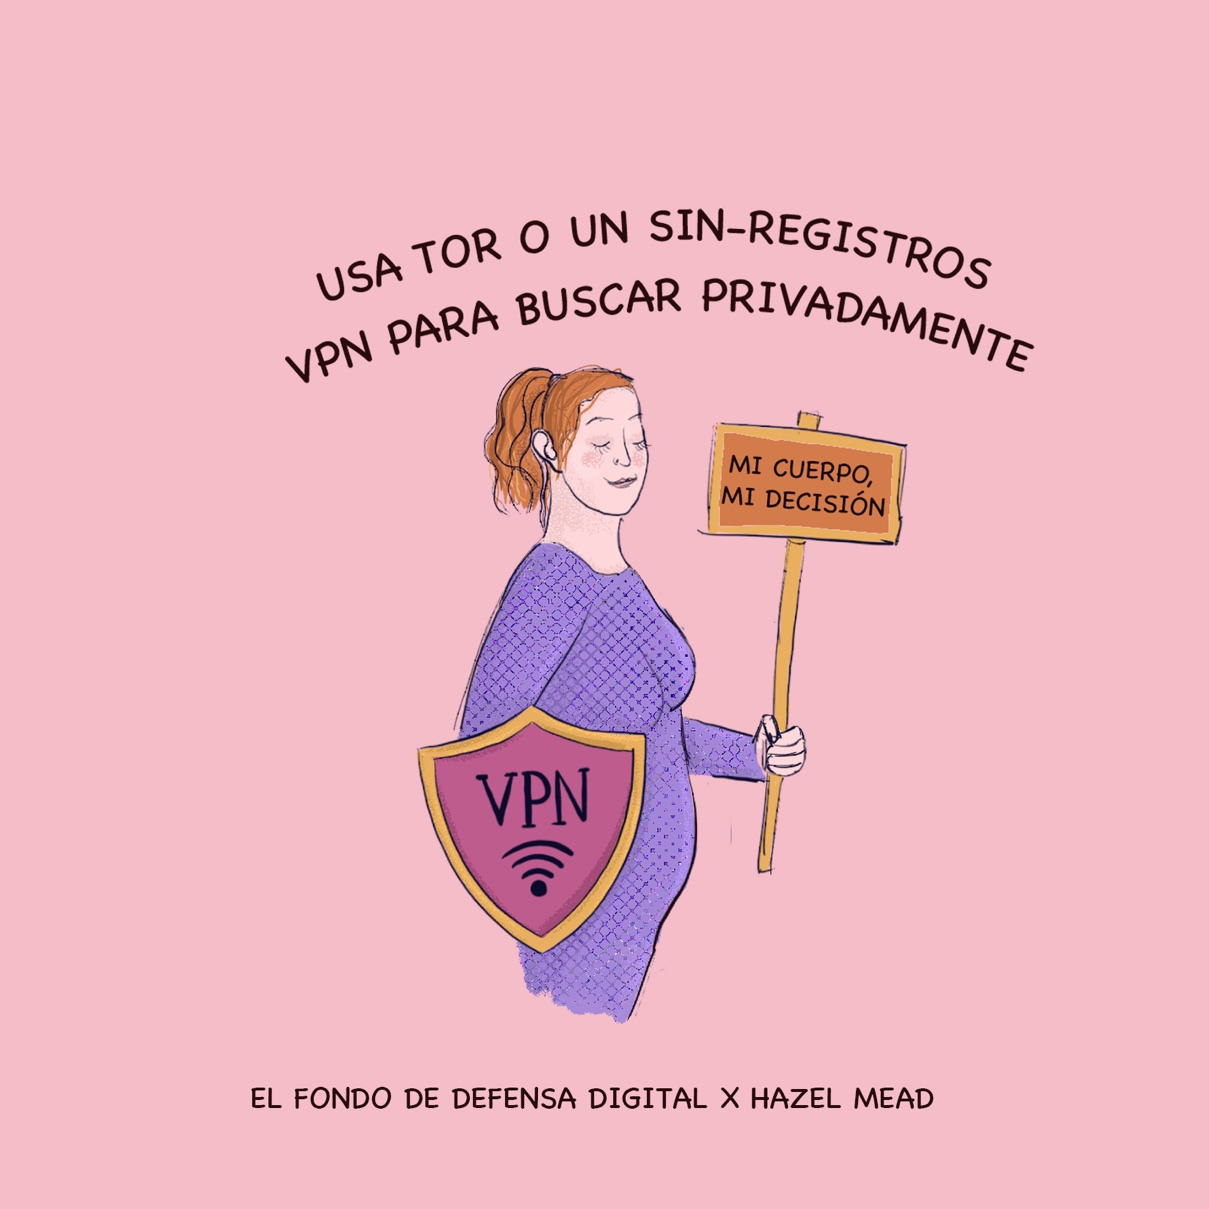 USA TOR O UN SIN-REGISTROS
VPN PARA BUSCAR PRIVADAMENTE
MI CUERPO,
MI DECISIÓN
VPN
EL FONDO DE DEFENSA DIGITAL X HAZEL MEAD